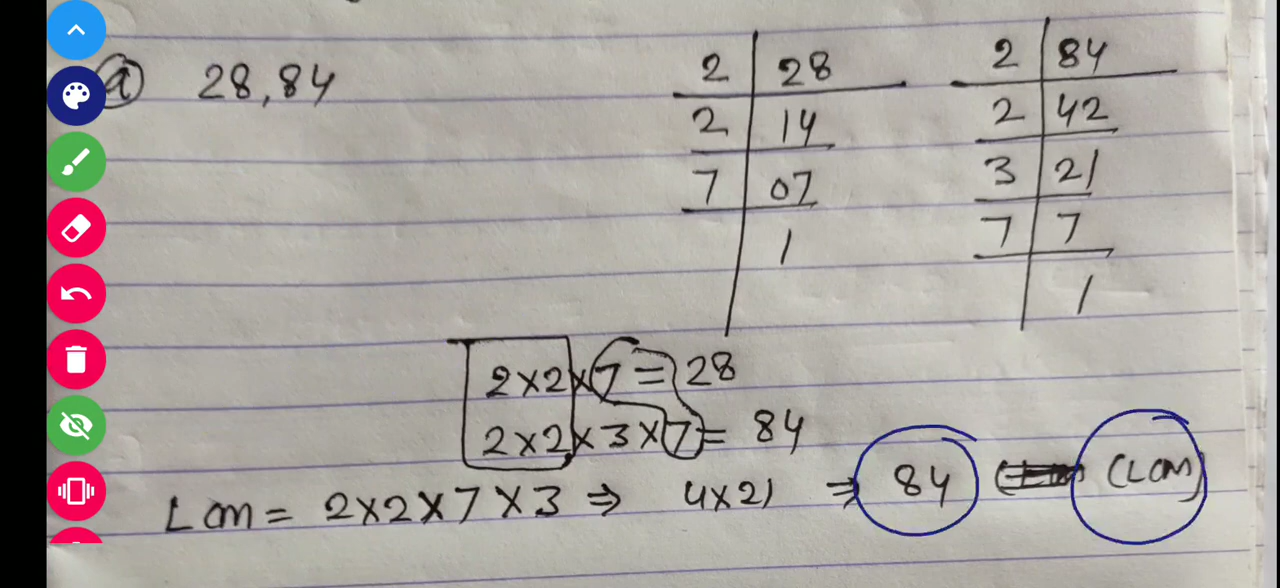 (a) 28,84
2 | 28
2 | 14
7 | 07
1
2 | 84
2 | 42
3 | 21
7 | 7
1
2×2×7=28
2×2×3×7= 84
Lcm= 2×2×7×3 ⇒ 4×21 ⇒ 84 (Lcm)